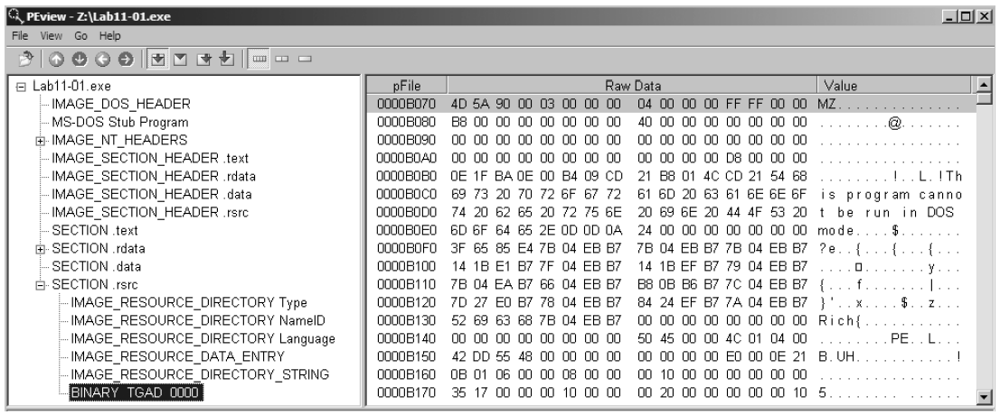 PEview - Z:\Lab11-01.exe
File View Go Help
Lab11-01.exe
IMAGE_DOS_HEADER
MS-DOS Stub Program
IMAGE_NT_HEADERS
IMAGE_SECTION_HEADER .text
IMAGE_SECTION_HEADER .rdata
IMAGE_SECTION_HEADER .data
IMAGE_SECTION_HEADER .rsrc
SECTION .text
SECTION .rdata
SECTION .data
SECTION .rsrc
IMAGE_RESOURCE_DIRECTORY Type
IMAGE_RESOURCE_DIRECTORY NameID
IMAGE_RESOURCE_DIRECTORY Language
IMAGE_RESOURCE_DATA_ENTRY
IMAGE_RESOURCE_DIRECTORY_STRING
BINARY TGAD 0000
pFile Raw Data Value
0000B070 4D 5A 90 00 03 00 00 00 04 00 00 00 FF FF 00 00 MZ..............
0000B080 B8 00 00 00 00 00 00 00 40 00 00 00 00 00 00 00 ........@.......
0000B090 00 00 00 00 00 00 00 00 00 00 00 00 00 00 00 00 ................
0000B0A0 00 00 00 00 00 00 00 00 00 00 00 00 D8 00 00 00 ................
0000B0B0 0E 1F BA 0E 00 B4 09 CD 21 B8 01 4C CD 21 54 68 ........!..L.!Th
0000B0C0 69 73 20 70 72 6F 67 72 61 6D 20 63 61 6E 6E 6F is program canno
0000B0D0 74 20 62 65 20 72 75 6E 20 69 6E 20 44 4F 53 20 t be run in DOS
0000B0E0 6D 6F 64 65 2E 0D 0D 0A 24 00 00 00 00 00 00 00 mode....$.......
0000B0F0 3F 65 85 E4 7B 04 EB B7 7B 04 EB B7 7B 04 EB B7 ?e..{...{...{...
0000B100 14 1B E1 B7 7F 04 EB B7 14 1B EF B7 79 04 EB B7 ....□.......y...
0000B110 7B 04 EA B7 66 04 EB B7 B8 0B B6 B7 7C 04 EB B7 {...f.......|...
0000B120 7D 27 E0 B7 78 04 EB B7 84 24 EF B7 7A 04 EB B7 }'..x....$..z...
0000B130 52 69 63 68 7B 04 EB B7 00 00 00 00 00 00 00 00 Rich{...........
0000B140 00 00 00 00 00 00 00 00 50 45 00 00 4C 01 04 00 ........PE..L...
0000B150 42 DD 55 48 00 00 00 00 00 00 00 00 E0 00 0E 21 B.UH...........!
0000B160 0B 01 06 00 00 08 00 00 00 10 00 00 00 00 00 00 ................
0000B170 35 17 00 00 00 10 00 00 00 20 00 00 00 00 00 10 5........ ......